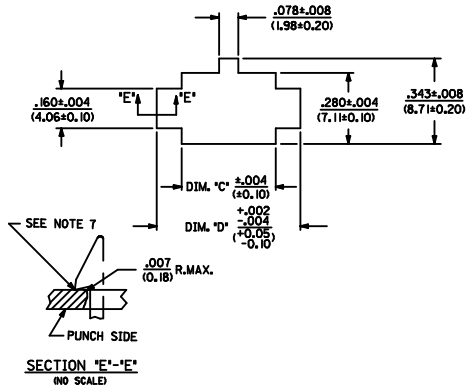 .078±.008
(1.98±0.20)
"E" "E"
.160±.004
(4.06±0.10)
.280±.004
(7.11±0.10)
.343±.008
(8.71±0.20)
DIM. "C" ±.004
(±0.10)
DIM. "D" +.002
-.004
(+0.05
-0.10
SEE NOTE 7
.007
(0.18) R.MAX.
PUNCH SIDE
SECTION "E"-"E"
(NO SCALE)